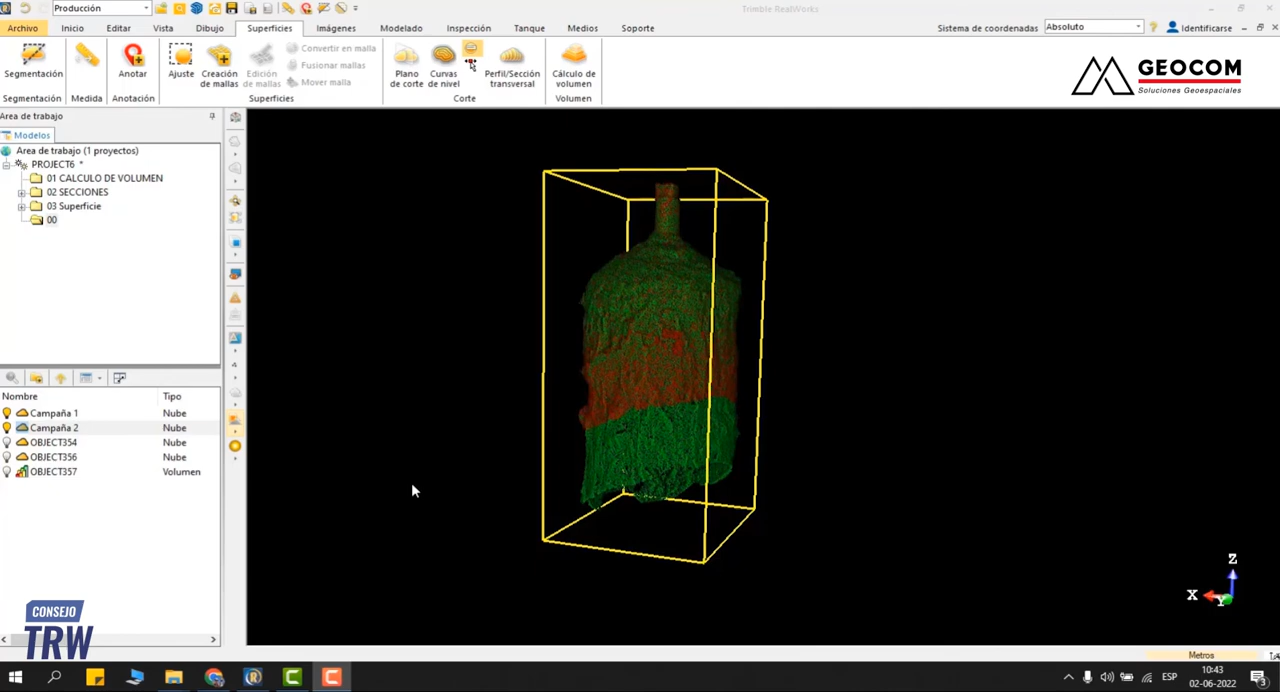 Producción
Trimble RealWorks
Archivo Inicio Editar Vista Dibujo Superficies Imágenes Modelado Inspección Tanque Medios Soporte
Sistema de coordenadas Absoluto Identificarse
Segmentación
Anotar
Ajuste
Creación de mallas
Edición de mallas
Convertir en malla
Fusionar mallas
Mover malla
Plano de corte
Curvas de nivel
Perfil/Sección transversal
Cálculo de volumen
Segmentación Medida Anotación Superficies Corte Volumen
GEOCOM
Soluciones Geoespaciales
Area de trabajo
Modelos
Area de trabajo (1 proyectos)
PROJECT6 *
01 CALCULO DE VOLUMEN
02 SECCIONES
03 Superficie
00
Nombre Tipo
Campaña 1 Nube
Campaña 2 Nube
OBJECT354 Nube
OBJECT356 Nube
OBJECT357 Volumen
Z
X
Y
CONSEJO
TRW
Metros
ESP
10:43
02-06-2022
3